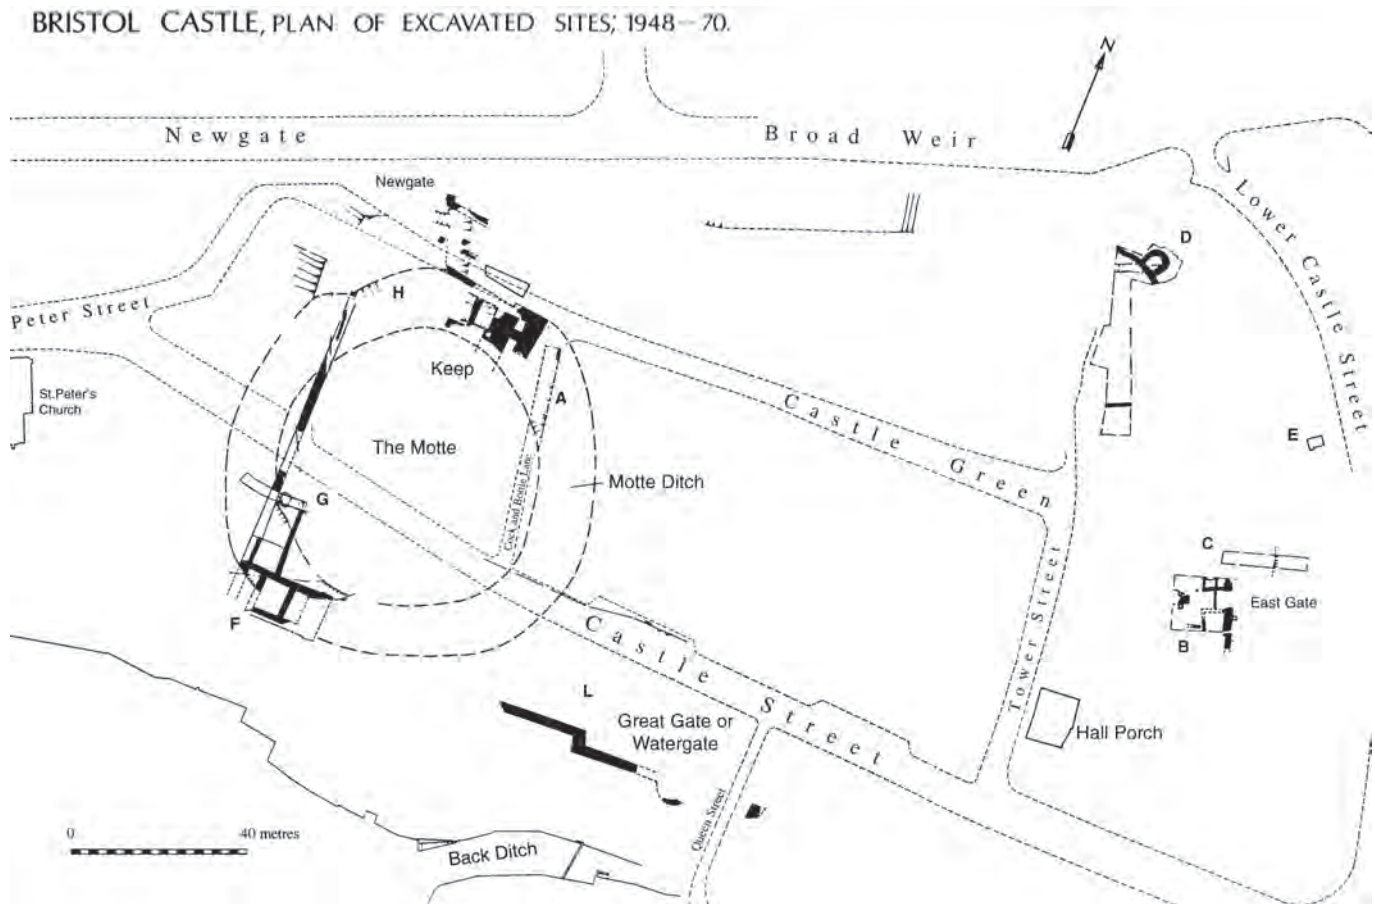 BRISTOL CASTLE, PLAN OF EXCAVATED SITES, 1948-70.
N
Newgate
Broad Weir
Lower Castle Street
Newgate
D
H
Peter Street
Keep
St.Peter's
Church
A
Castle Green
The Motte
E
Motte Ditch
G
Cock and Bottle Lane
C
East Gate
B
F
Castle Street
Tower Street
L
Great Gate or
Watergate
Hall Porch
Queen Street
0 40 metres
Back Ditch